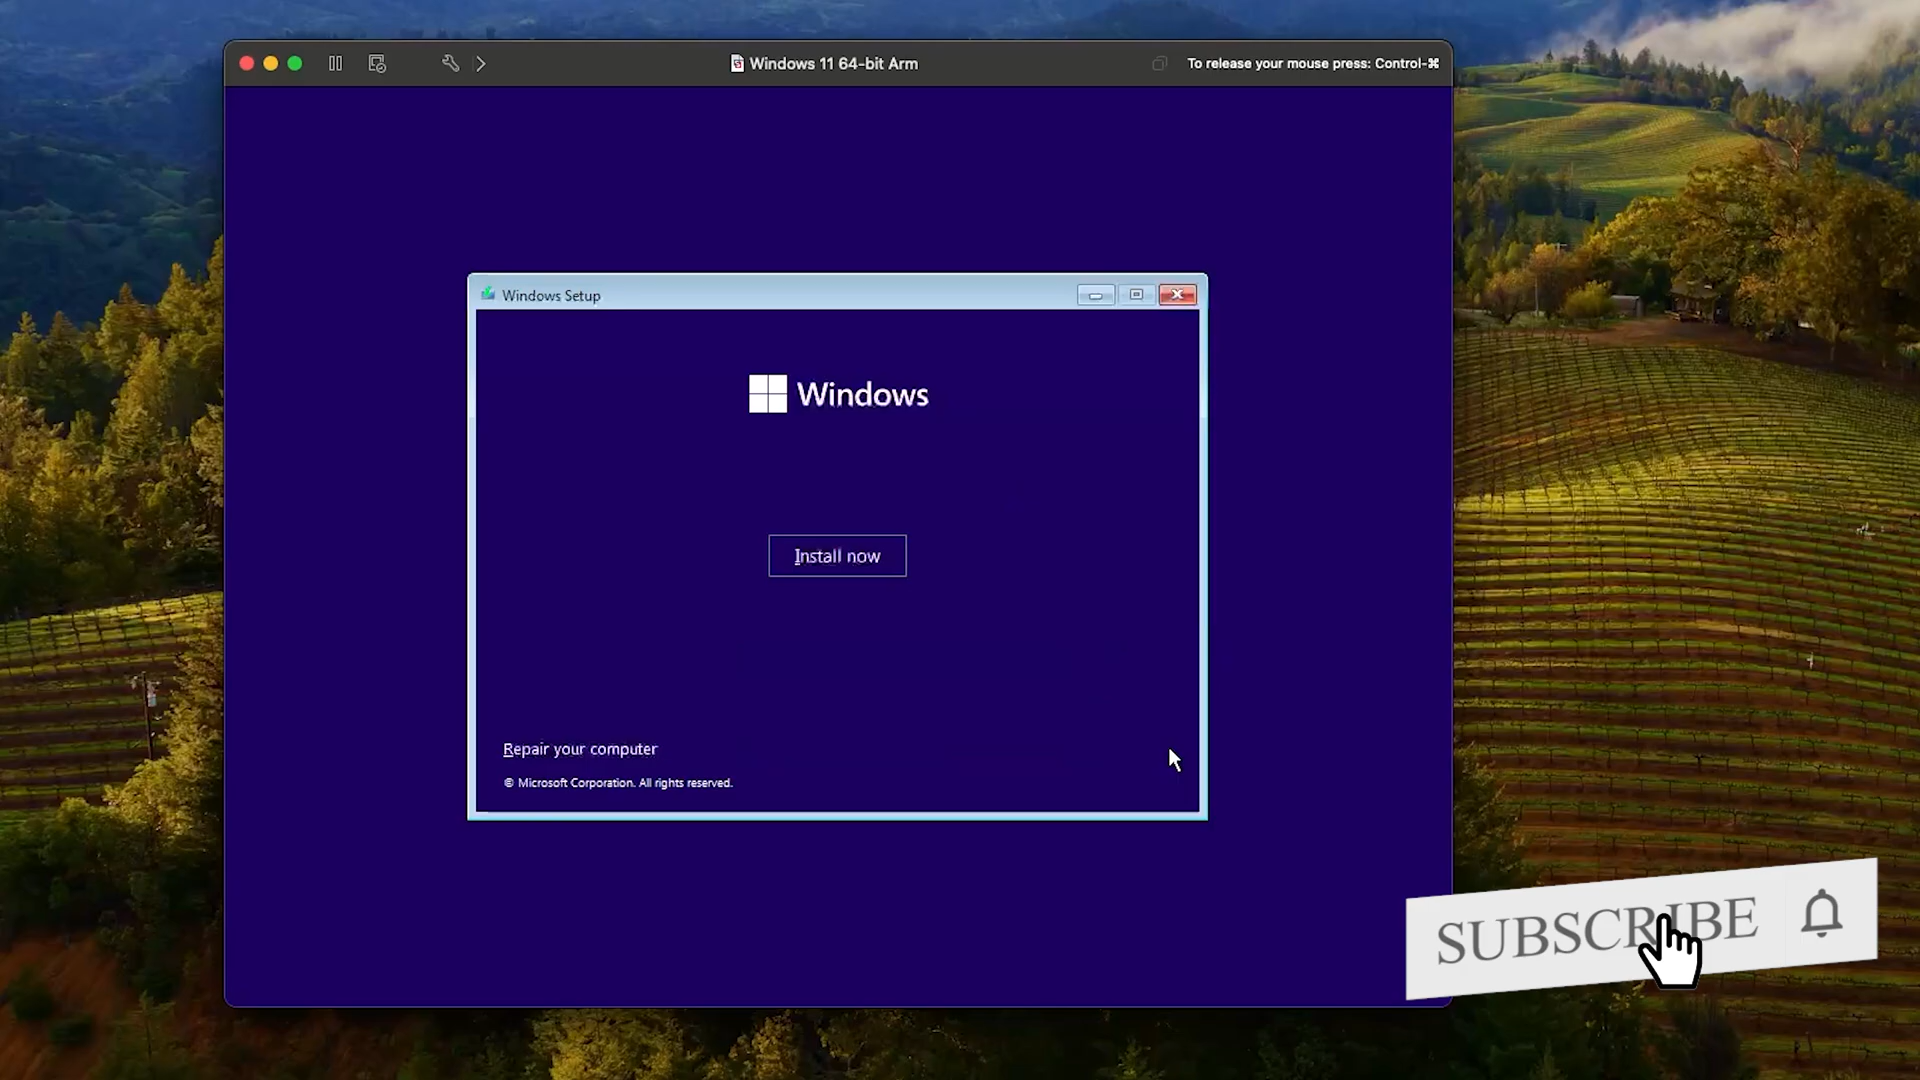 Windows 11 64-bit Arm
To release your mouse press: Control-⌘
Windows Setup
Windows
Install now
Repair your computer
© Microsoft Corporation. All rights reserved.
SUBSCRIBE